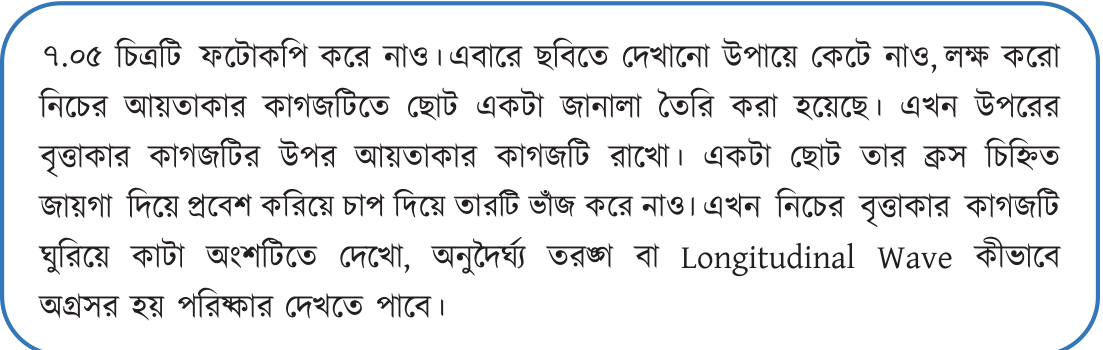 ৭.০৫ চিত্রটি ফটোকপি করে নাও। এবারে ছবিতে দেখানো উপায়ে কেটে নাও, লক্ষ করো
নিচের আয়তাকার কাগজটিতে ছোট একটা জানালা তৈরি করা হয়েছে। এখন উপরের
বৃত্তাকার কাগজটির উপর আয়তাকার কাগজটি রাখো। একটা ছোট তার ক্রস চিহ্নিত
জায়গা দিয়ে প্রবেশ করিয়ে চাপ দিয়ে তারটি ভাঁজ করে নাও। এখন নিচের বৃত্তাকার কাগজটি
ঘুরিয়ে কাটা অংশটিতে দেখো, অনুদৈর্ঘ্য তরঙ্গ বা Longitudinal Wave কীভাবে
অগ্রসর হয় পরিষ্কার দেখতে পাবে।